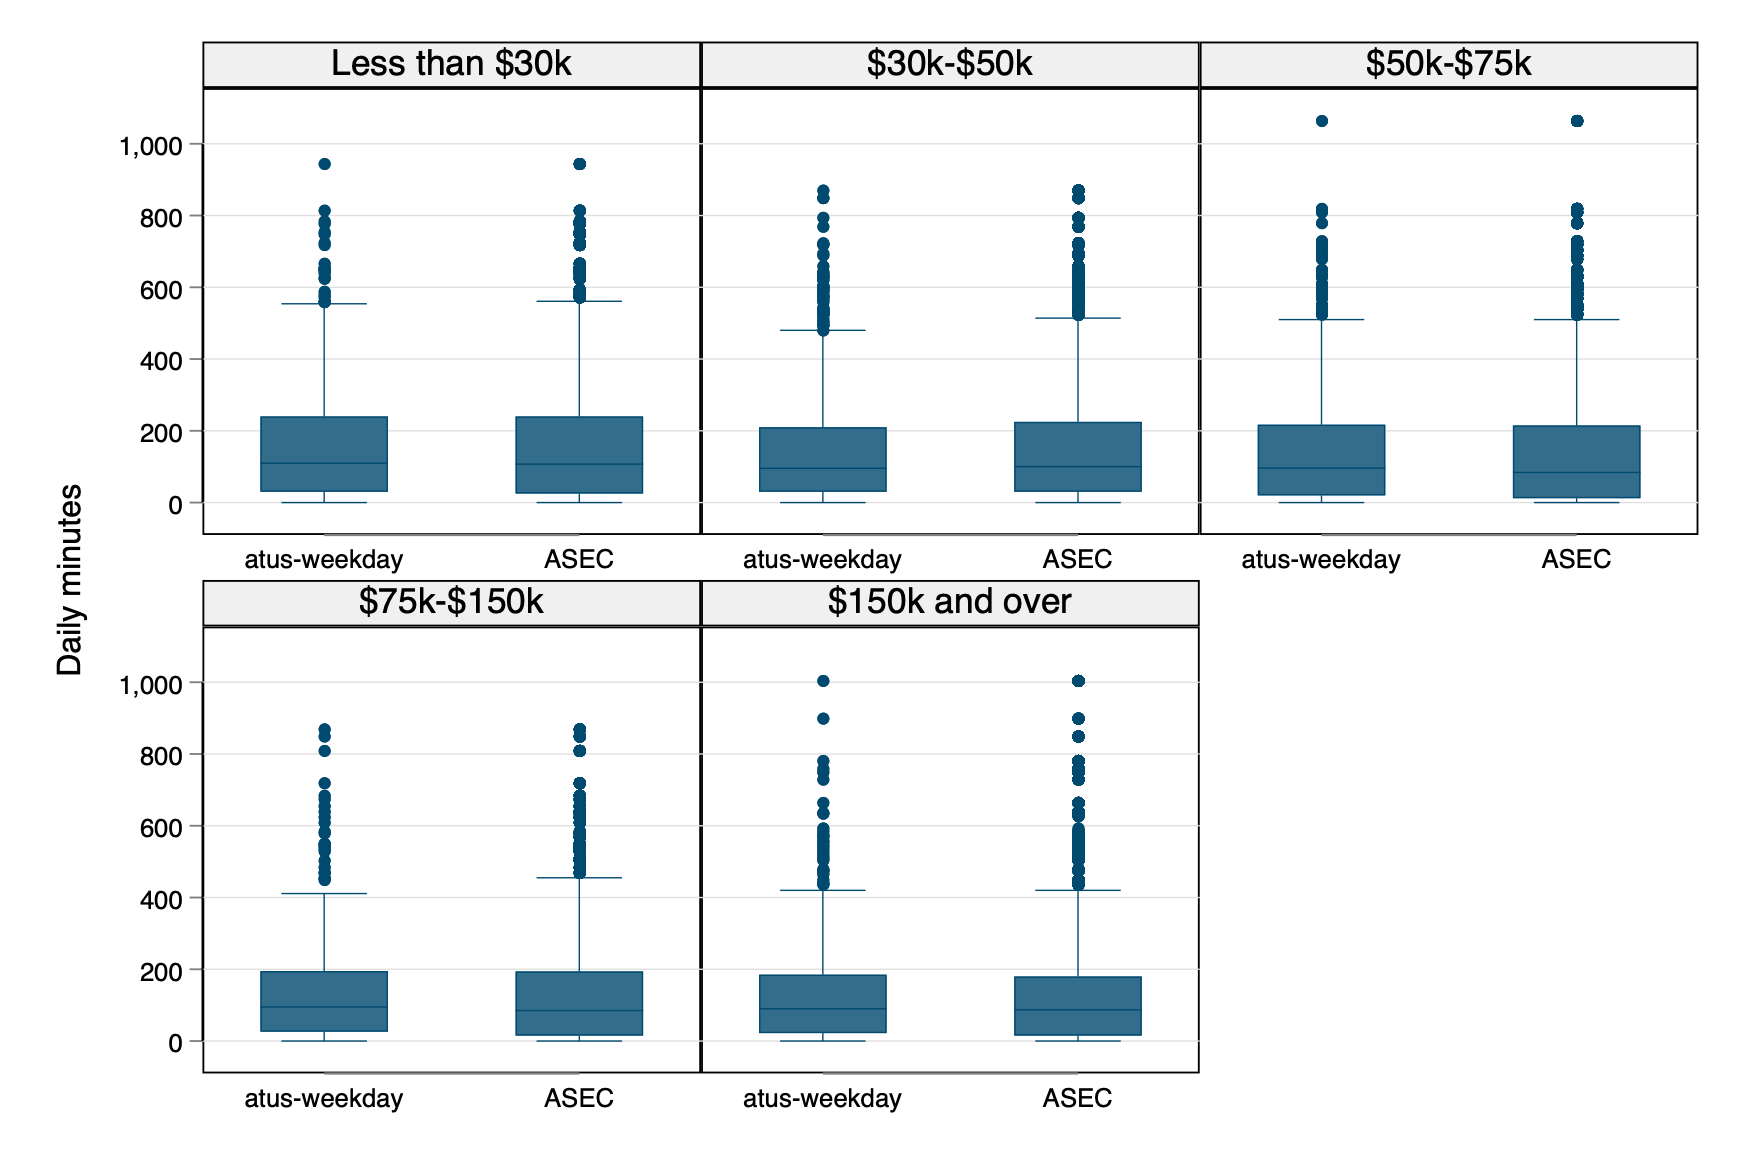 Less than $30k
$30k-$50k
$50k-$75k
1,000
800
600
400
200
0
atus-weekday
ASEC
atus-weekday
ASEC
atus-weekday
ASEC
Daily minutes
$75k-$150k
$150k and over
1,000
800
600
400
200
0
atus-weekday
ASEC
atus-weekday
ASEC